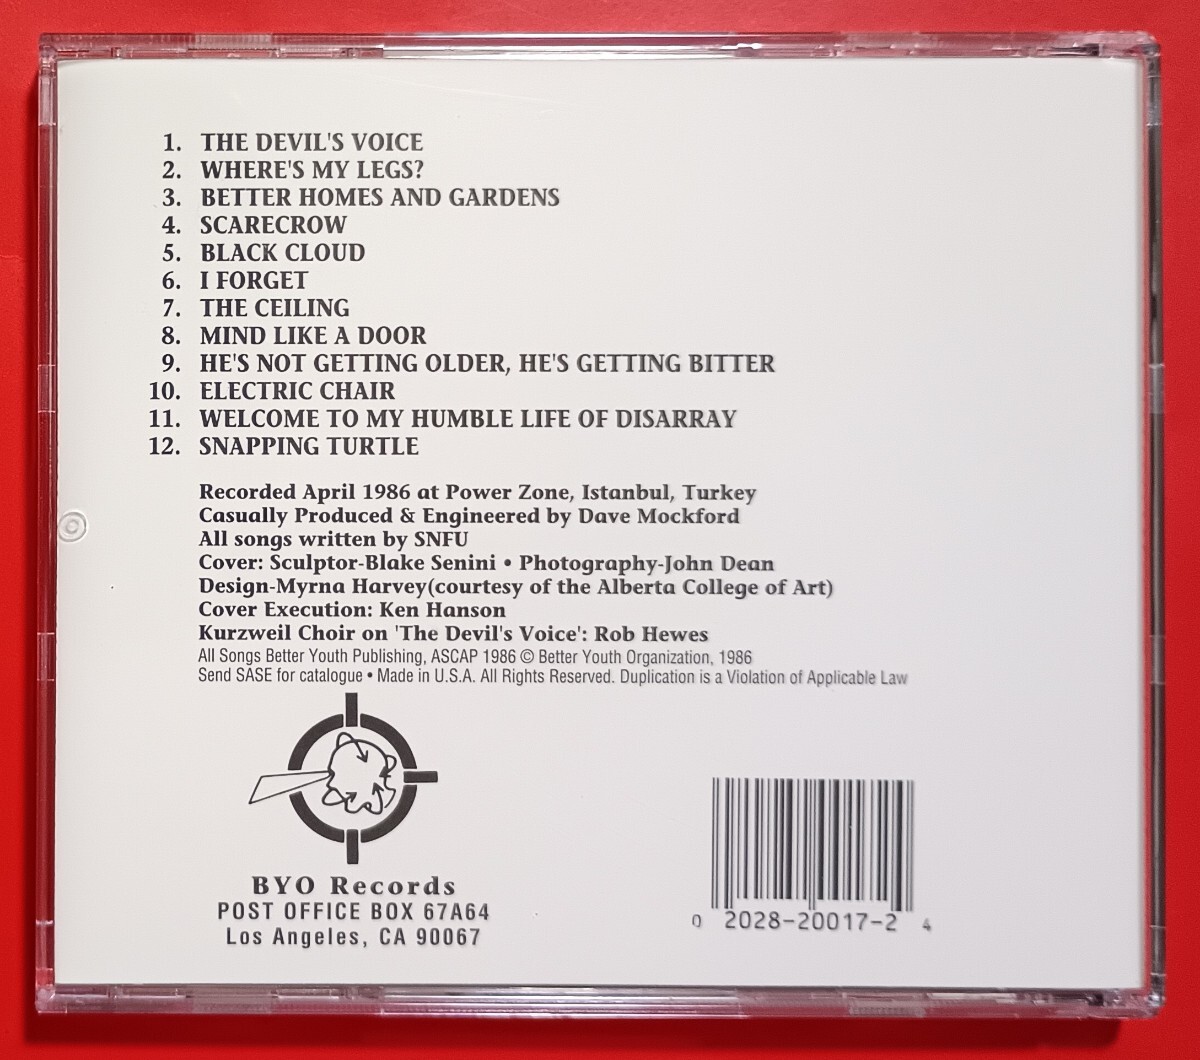 1. THE DEVIL'S VOICE
2. WHERE'S MY LEGS?
3. BETTER HOMES AND GARDENS
4. SCARECROW
5. BLACK CLOUD
6. I FORGET
7. THE CEILING
8. MIND LIKE A DOOR
9. HE'S NOT GETTING OLDER, HE'S GETTING BITTER
10. ELECTRIC CHAIR
11. WELCOME TO MY HUMBLE LIFE OF DISARRAY
12. SNAPPING TURTLE
Recorded April 1986 at Power Zone, Istanbul, Turkey
Casually Produced & Engineered by Dave Mockford
All songs written by SNFU
Cover: Sculptor-Blake Senini • Photography-John Dean
Design-Myrna Harvey(courtesy of the Alberta College of Art)
Cover Execution: Ken Hanson
Kurzweil Choir on 'The Devil's Voice': Rob Hewes
All Songs Better Youth Publishing, ASCAP 1986 © Better Youth Organization, 1986
Send SASE for catalogue • Made in U.S.A. All Rights Reserved. Duplication is a Violation of Applicable Law
BYO Records
POST OFFICE BOX 67A64
Los Angeles, CA 90067
0 2028-20017-2 4